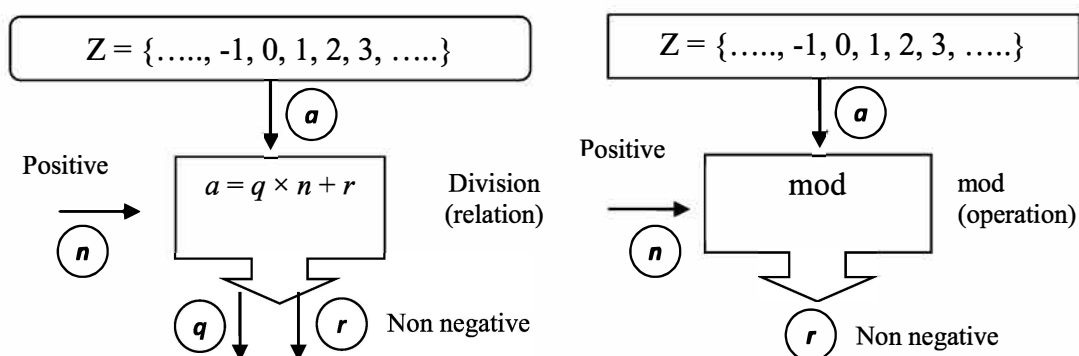 Z = {….., -1, 0, 1, 2, 3, …..}
a
Positive
a = q × n + r
Division
(relation)
n
q
r
Non negative
Z = {….., -1, 0, 1, 2, 3, …..}
a
Positive
mod
mod
(operation)
n
r
Non negative